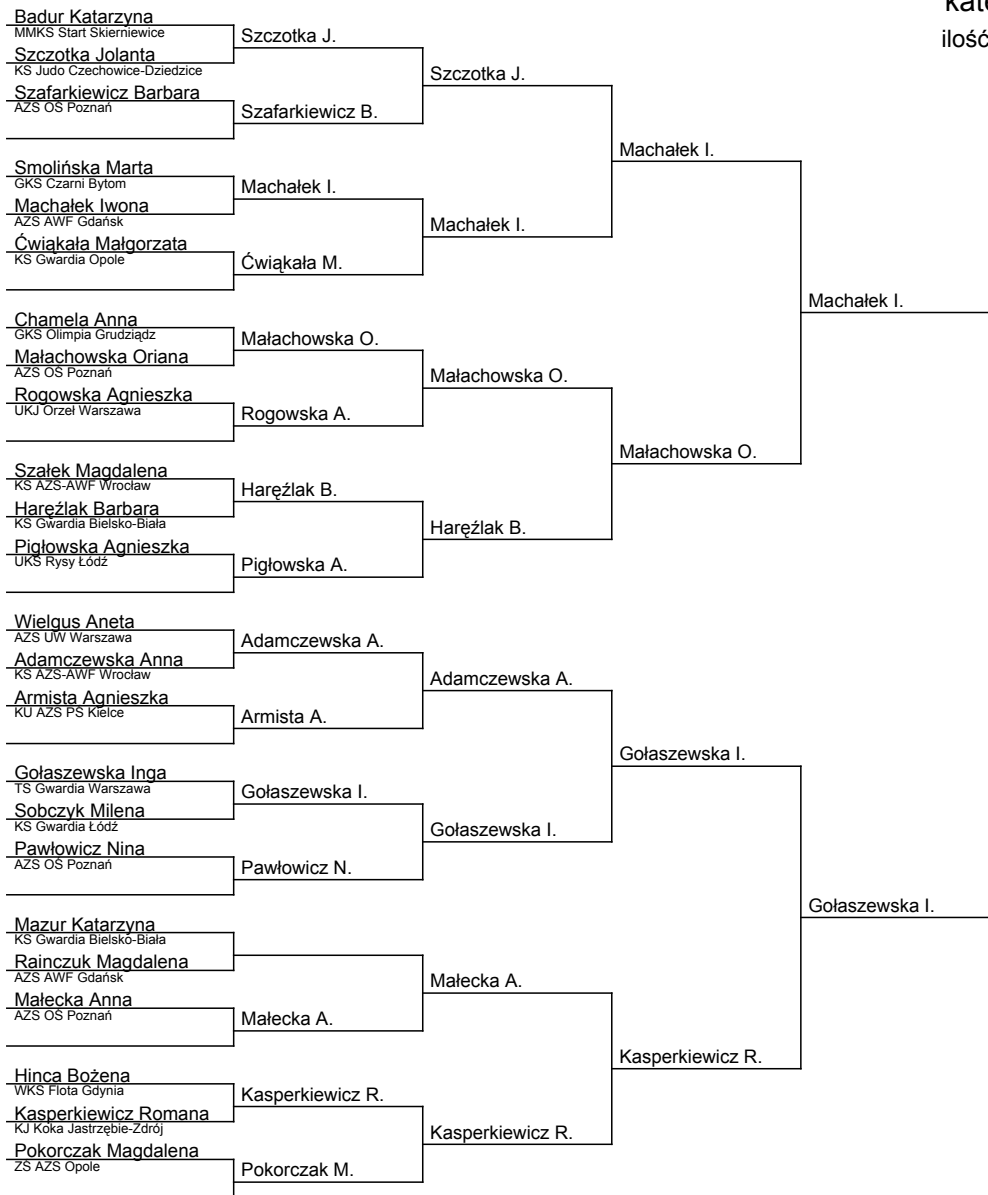 kate
ilość
Badur Katarzyna
MMKS Start Skierniewice
Szczotka Jolanta
KS Judo Czechowice-Dziedzice
Szafarkiewicz Barbara
AZS OŚ Poznań
Smolińska Marta
GKS Czarni Bytom
Machałek Iwona
AZS AWF Gdańsk
Ćwiąkała Małgorzata
KS Gwardia Opole
Chamela Anna
GKS Olimpia Grudziądz
Małachowska Oriana
AZS OŚ Poznań
Rogowska Agnieszka
UKJ Orzeł Warszawa
Szałek Magdalena
KS AZS-AWF Wrocław
Haręźlak Barbara
KS Gwardia Bielsko-Biała
Pigłowska Agnieszka
UKS Rysy Łódź
Wielgus Aneta
AZS UW Warszawa
Adamczewska Anna
KS AZS-AWF Wrocław
Armista Agnieszka
KU AZS PŚ Kielce
Gołaszewska Inga
TS Gwardia Warszawa
Sobczyk Milena
KS Gwardia Łódź
Pawłowicz Nina
AZS OŚ Poznań
Mazur Katarzyna
KS Gwardia Bielsko-Biała
Rainczuk Magdalena
AZS AWF Gdańsk
Małecka Anna
AZS OŚ Poznań
Hinca Bożena
WKS Flota Gdynia
Kasperkiewicz Romana
KJ Koka Jastrzębie-Zdrój
Pokorczak Magdalena
ZŚ AZS Opole
Szczotka J.
Szafarkiewicz B.
Machałek I.
Ćwiąkała M.
Małachowska O.
Rogowska A.
Haręźlak B.
Pigłowska A.
Adamczewska A.
Armista A.
Gołaszewska I.
Pawłowicz N.
Małecka A.
Kasperkiewicz R.
Pokorczak M.
Szczotka J.
Machałek I.
Małachowska O.
Haręźlak B.
Adamczewska A.
Gołaszewska I.
Małecka A.
Kasperkiewicz R.
Machałek I.
Małachowska O.
Gołaszewska I.
Kasperkiewicz R.
Machałek I.
Gołaszewska I.